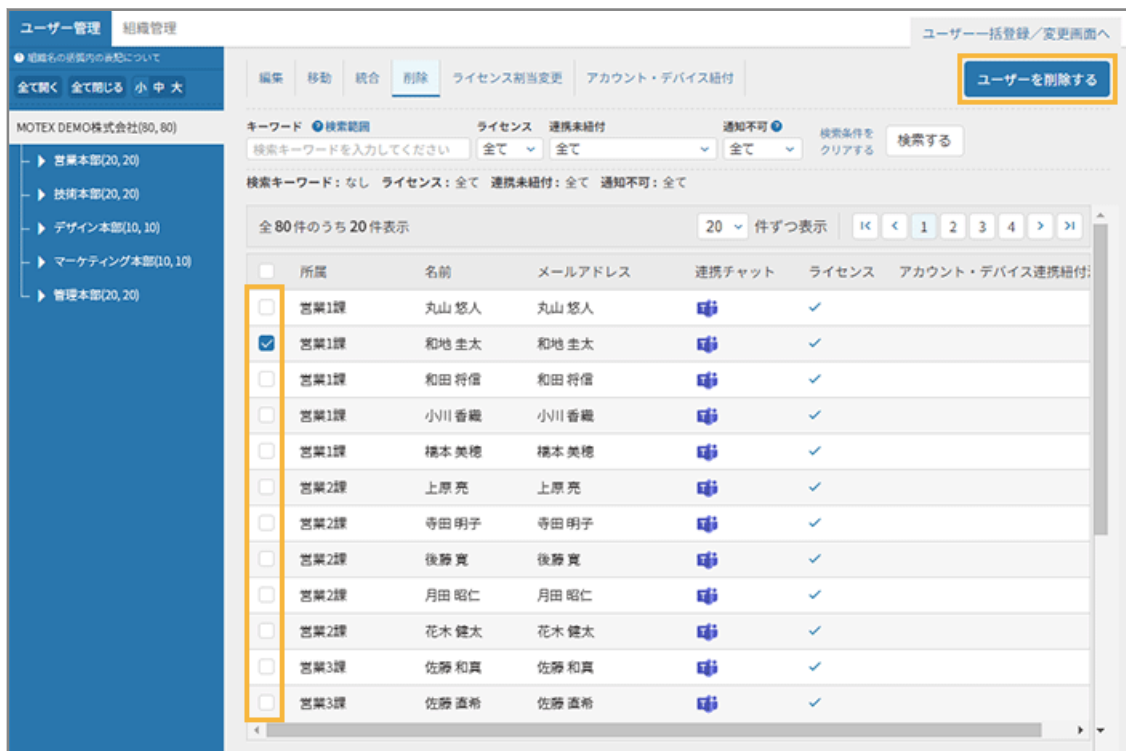 ユーザー管理 組織管理
ユーザー一括登録／変更画面へ
組織名の括弧内の表記について
全て開く 全て閉じる 小 中 大
編集 移動 統合 削除 ライセンス割当変更 アカウント・デバイス紐付
ユーザーを削除する
MOTEX DEMO株式会社(80, 80)
営業本部(20, 20)
技術本部(20, 20)
デザイン本部(10, 10)
マーケティング本部(10, 10)
管理本部(20, 20)
キーワード ?検索範囲 ライセンス 連携未紐付 通知不可?
検索キーワードを入力してください 全て 全て 全て 検索条件をクリアする 検索する
検索キーワード：なし ライセンス：全て 連携未紐付：全て 通知不可：全て
全80件のうち20件表示 20 件ずつ表示 1 2 3 4
所属 名前 メールアドレス 連携チャット ライセンス アカウント・デバイス連携紐付
営業1課 丸山 悠人 丸山 悠人
営業1課 和地 圭太 和地 圭太
営業1課 和田 将信 和田 将信
営業1課 小川 香織 小川 香織
営業1課 橋本 美穂 橋本 美穂
営業2課 上原 亮 上原 亮
営業2課 寺田 明子 寺田 明子
営業2課 後藤 寛 後藤 寛
営業2課 月田 昭仁 月田 昭仁
営業2課 花木 健太 花木 健太
営業3課 佐藤 和真 佐藤 和真
営業3課 佐藤 直希 佐藤 直希